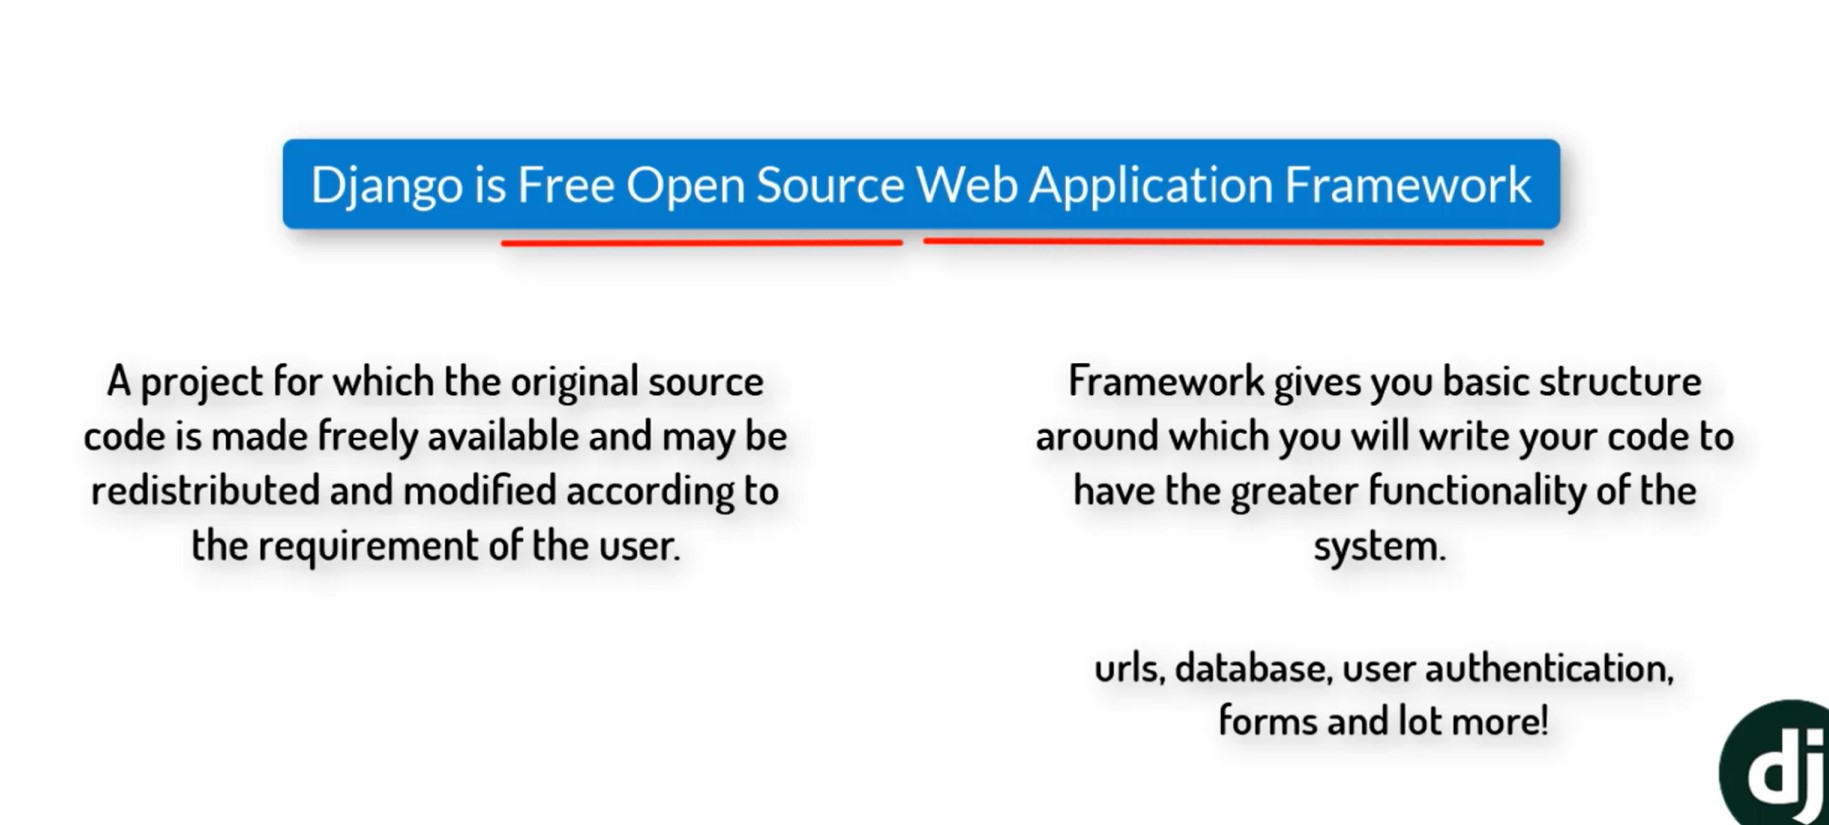 Django is Free Open Source Web Application Framework
A project for which the original source
code is made freely available and may be
redistributed and modified according to
the requirement of the user.
Framework gives you basic structure
around which you will write your code to
have the greater functionality of the
system.
urls, database, user authentication,
forms and lot more!
dj